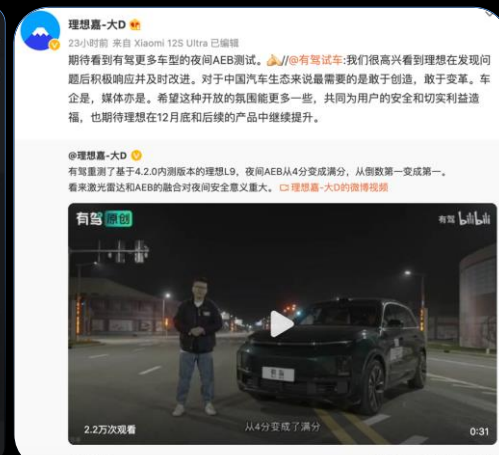 理想嘉-大D
23小时前 来自 Xiaomi 12S Ultra 已编辑
期待看到有驾更多车型的夜间AEB测试。//@有驾试车:我们很高兴看到理想在发现问
题后积极响应并及时改进。对于中国汽车生态来说最需要的是敢于创造，敢于变革。车
企是，媒体亦是。希望这种开放的氛围能更多一些，共同为用户的安全和切实利益造
福，也期待理想在12月底和后续的产品中继续提升。
@理想嘉-大D
有驾重测了基于4.2.0内测版本的理想L9，夜间AEB从4分变成满分，从倒数第一变成第一。
看来激光雷达和AEB的融合对夜间安全意义重大。 理想嘉-大D的微博视频
有驾 原创
有驾 bilibili
有驾
从4分变成了满分
2.2万次观看
0:31